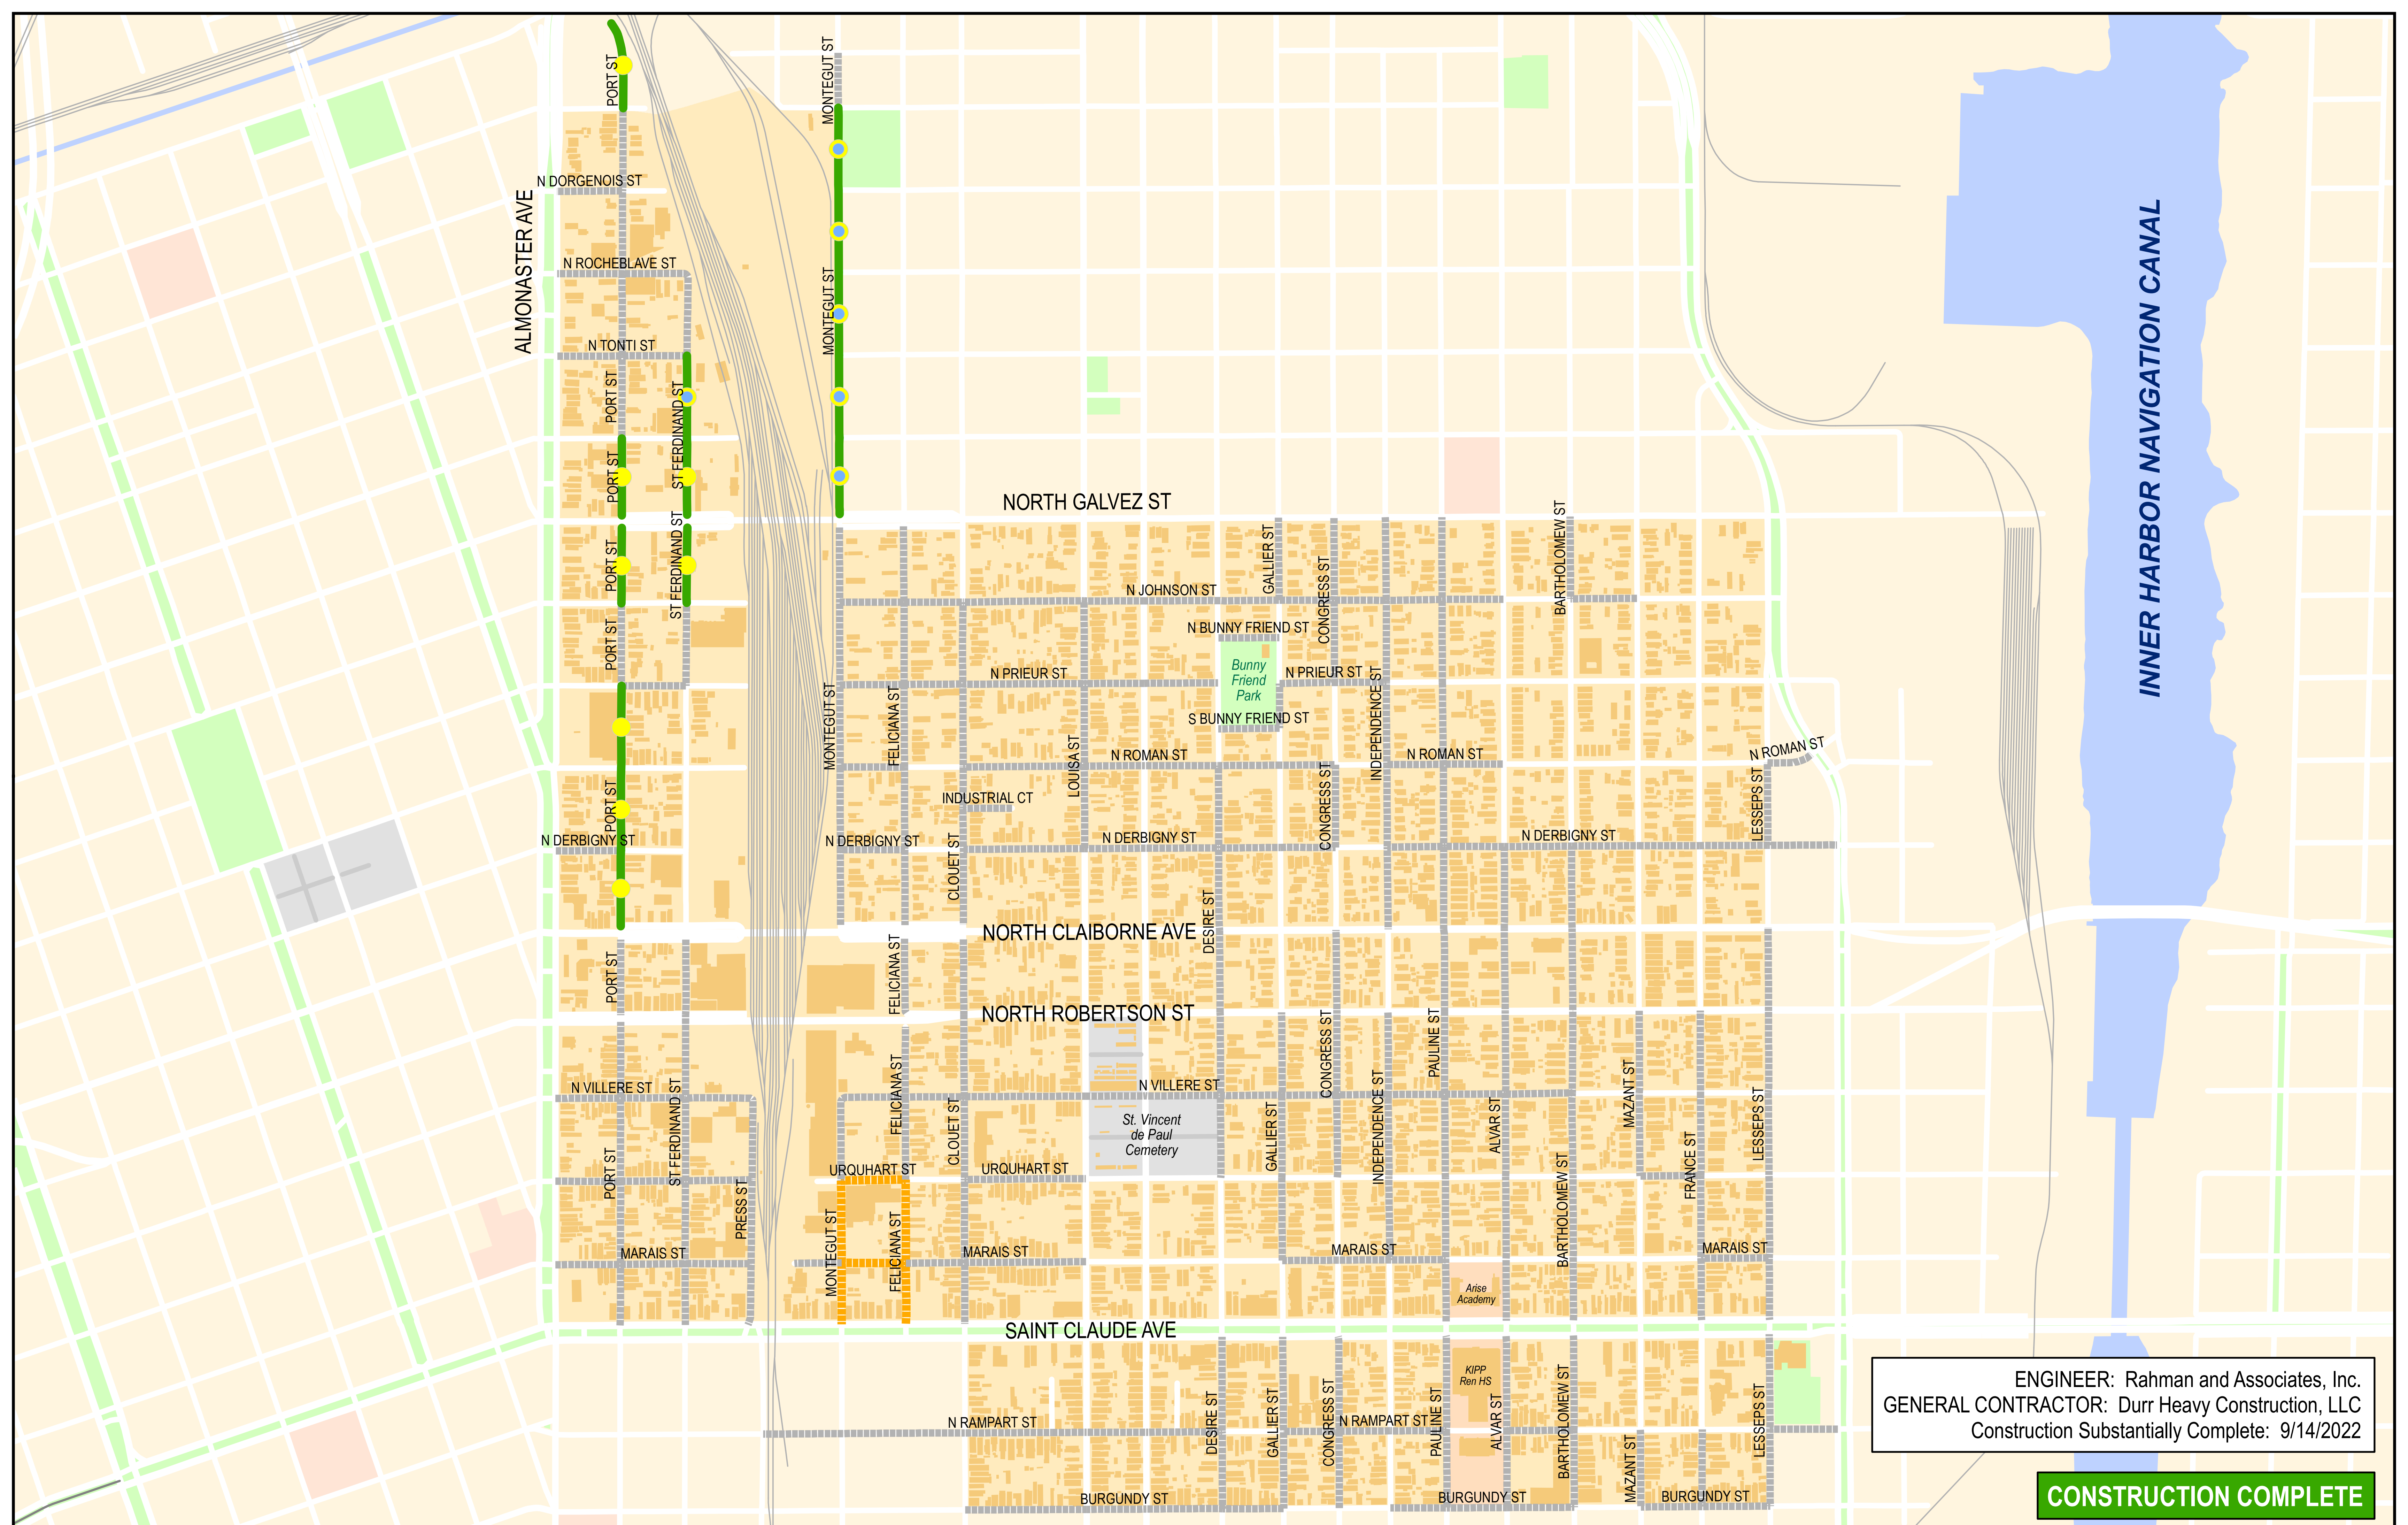 PORT ST
MONTEGUT ST
N DORGENOIS ST
ALMONASTER AVE
N ROCHEBLAVE ST
MONTEGUT ST
INNER HARBOR NAVIGATION CANAL
N TONTI ST
PORT ST
ST FERDINAND ST
PORT ST
NORTH GALVEZ ST
BARTHOLOMEW ST
PORT ST
ST FERDINAND ST
GALLIER ST
CONGRESS ST
N JOHNSON ST
PORT ST
N BUNNY FRIEND ST
Bunny
Friend
Park
N PRIEUR ST
N PRIEUR ST
MONTEGUT ST
FELICIANA ST
INDEPENDENCE ST
S BUNNY FRIEND ST
LOUISA ST
N ROMAN ST
N ROMAN ST
N ROMAN ST
INDUSTRIAL CT
CONGRESS ST
LESSEPS ST
PORT ST
N DERBIGNY ST
N DERBIGNY ST
CLOUET ST
N DERBIGNY ST
N DERBIGNY ST
DESIRE ST
NORTH CLAIBORNE AVE
PORT ST
FELICIANA ST
NORTH ROBERTSON ST
CONGRESS ST
PAULINE ST
N VILLERE ST
ST FERDINAND ST
FELICIANA ST
N VILLERE ST
MAZANT ST
LESSEPS ST
CLOUET ST
St. Vincent
de Paul
Cemetery
GALLIER ST
INDEPENDENCE ST
ALVAR ST
PORT ST
URQUHART ST
URQUHART ST
FRANCE ST
PRESS ST
MONTEGUT ST
FELICIANA ST
BARTHOLOMEW ST
MARAIS ST
MARAIS ST
MARAIS ST
MARAIS ST
Arise
Academy
SAINT CLAUDE AVE
KIPP
Ren HS
N RAMPART ST
DESIRE ST
GALLIER ST
CONGRESS ST
N RAMPART ST
PAULINE ST
ALVAR ST
BARTHOLOMEW ST
MAZANT ST
LESSEPS ST
BURGUNDY ST
BURGUNDY ST
BURGUNDY ST
ENGINEER: Rahman and Associates, Inc.
GENERAL CONTRACTOR: Durr Heavy Construction, LLC
Construction Substantially Complete: 9/14/2022
CONSTRUCTION COMPLETE